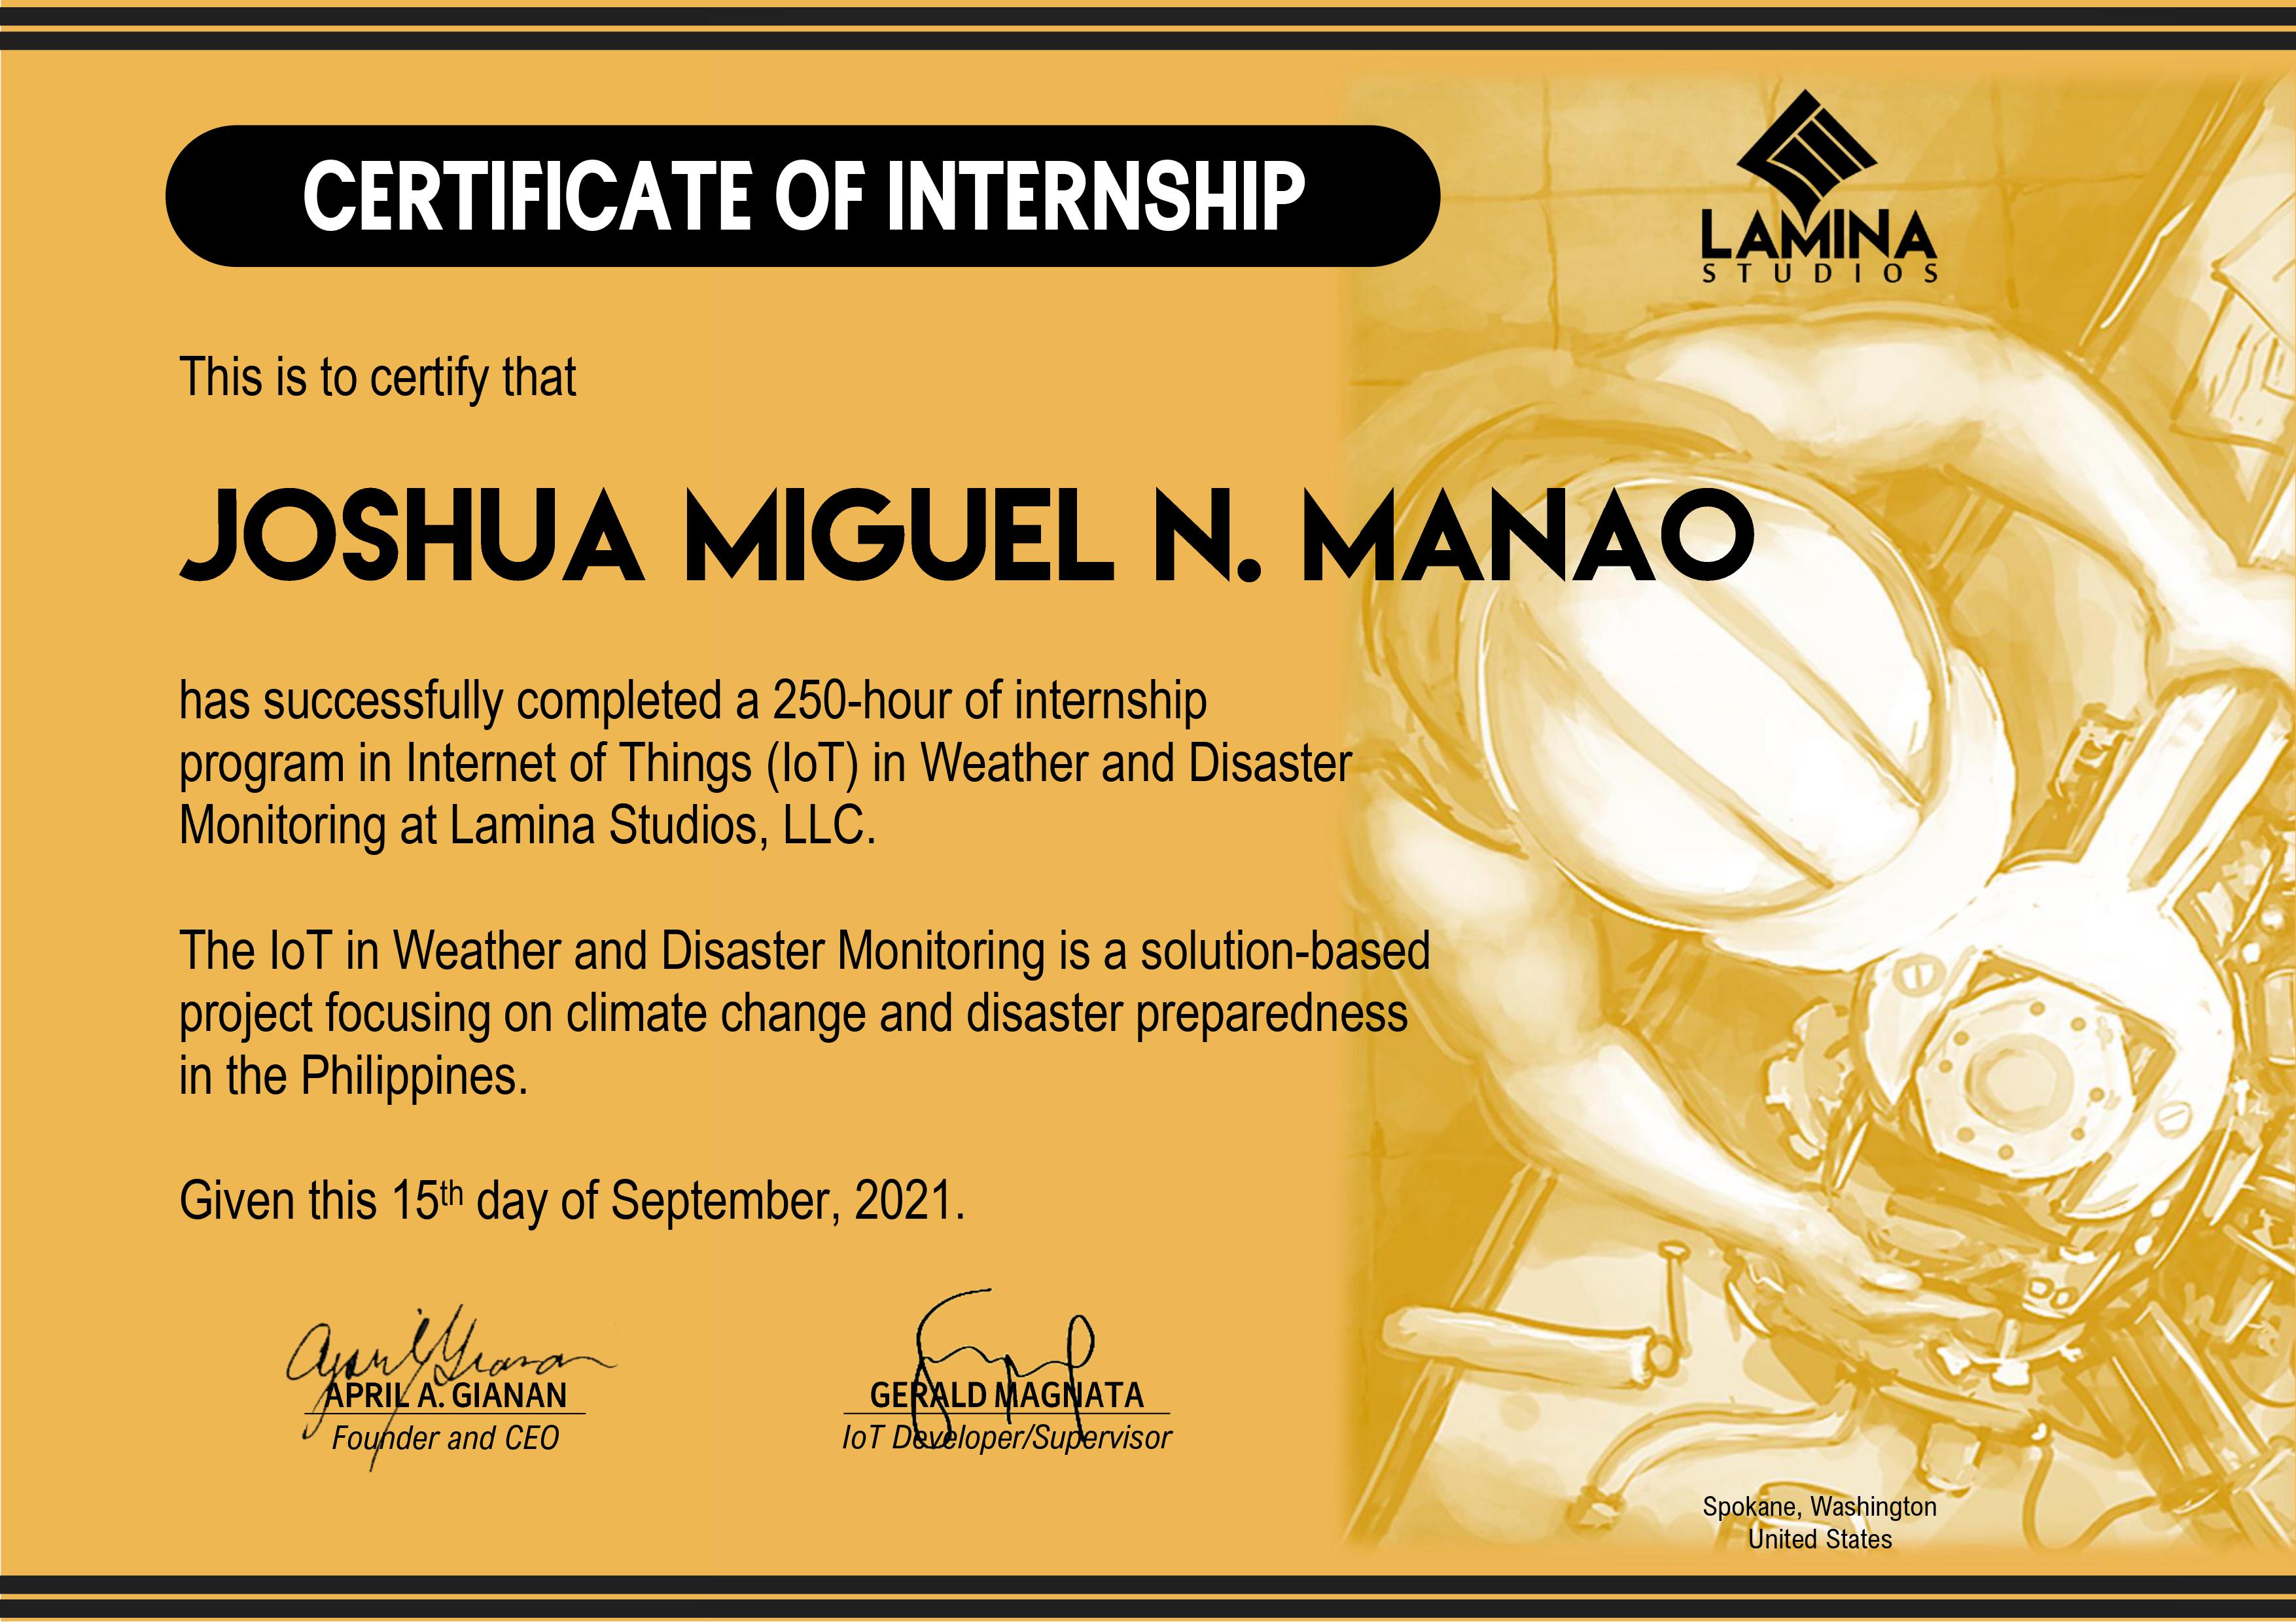 CERTIFICATE OF INTERNSHIP
LAMINA
STUDIOS
This is to certify that
JOSHUA MIGUEL N. MANAO
has successfully completed a 250-hour of internship
program in Internet of Things (IoT) in Weather and Disaster
Monitoring at Lamina Studios, LLC.
The IoT in Weather and Disaster Monitoring is a solution-based
project focusing on climate change and disaster preparedness
in the Philippines.
Given this 15th day of September, 2021.
April Gianan
APRIL A. GIANAN
Founder and CEO
GERALD MAGNATA
IoT Developer/Supervisor
Spokane, Washington
United States